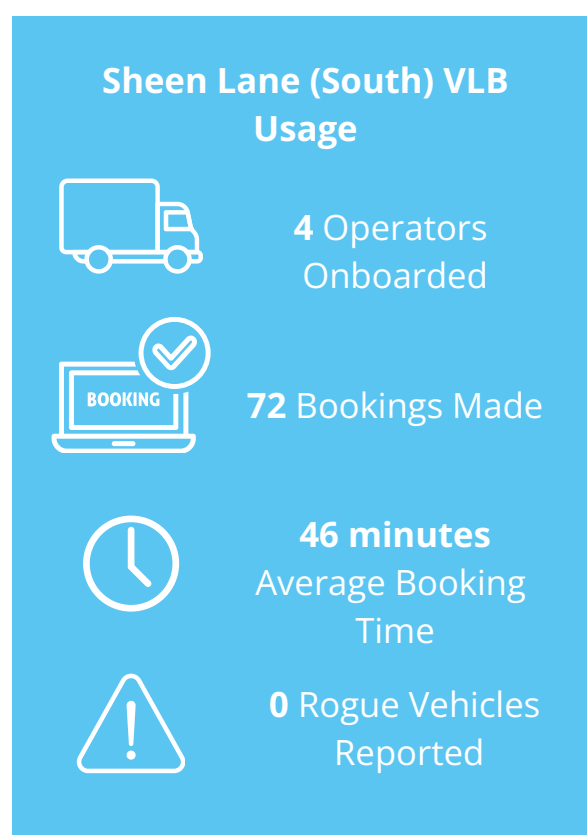 Sheen Lane (South) VLB
Usage
4 Operators
Onboarded
BOOKING
72 Bookings Made
46 minutes
Average Booking
Time
0 Rogue Vehicles
Reported